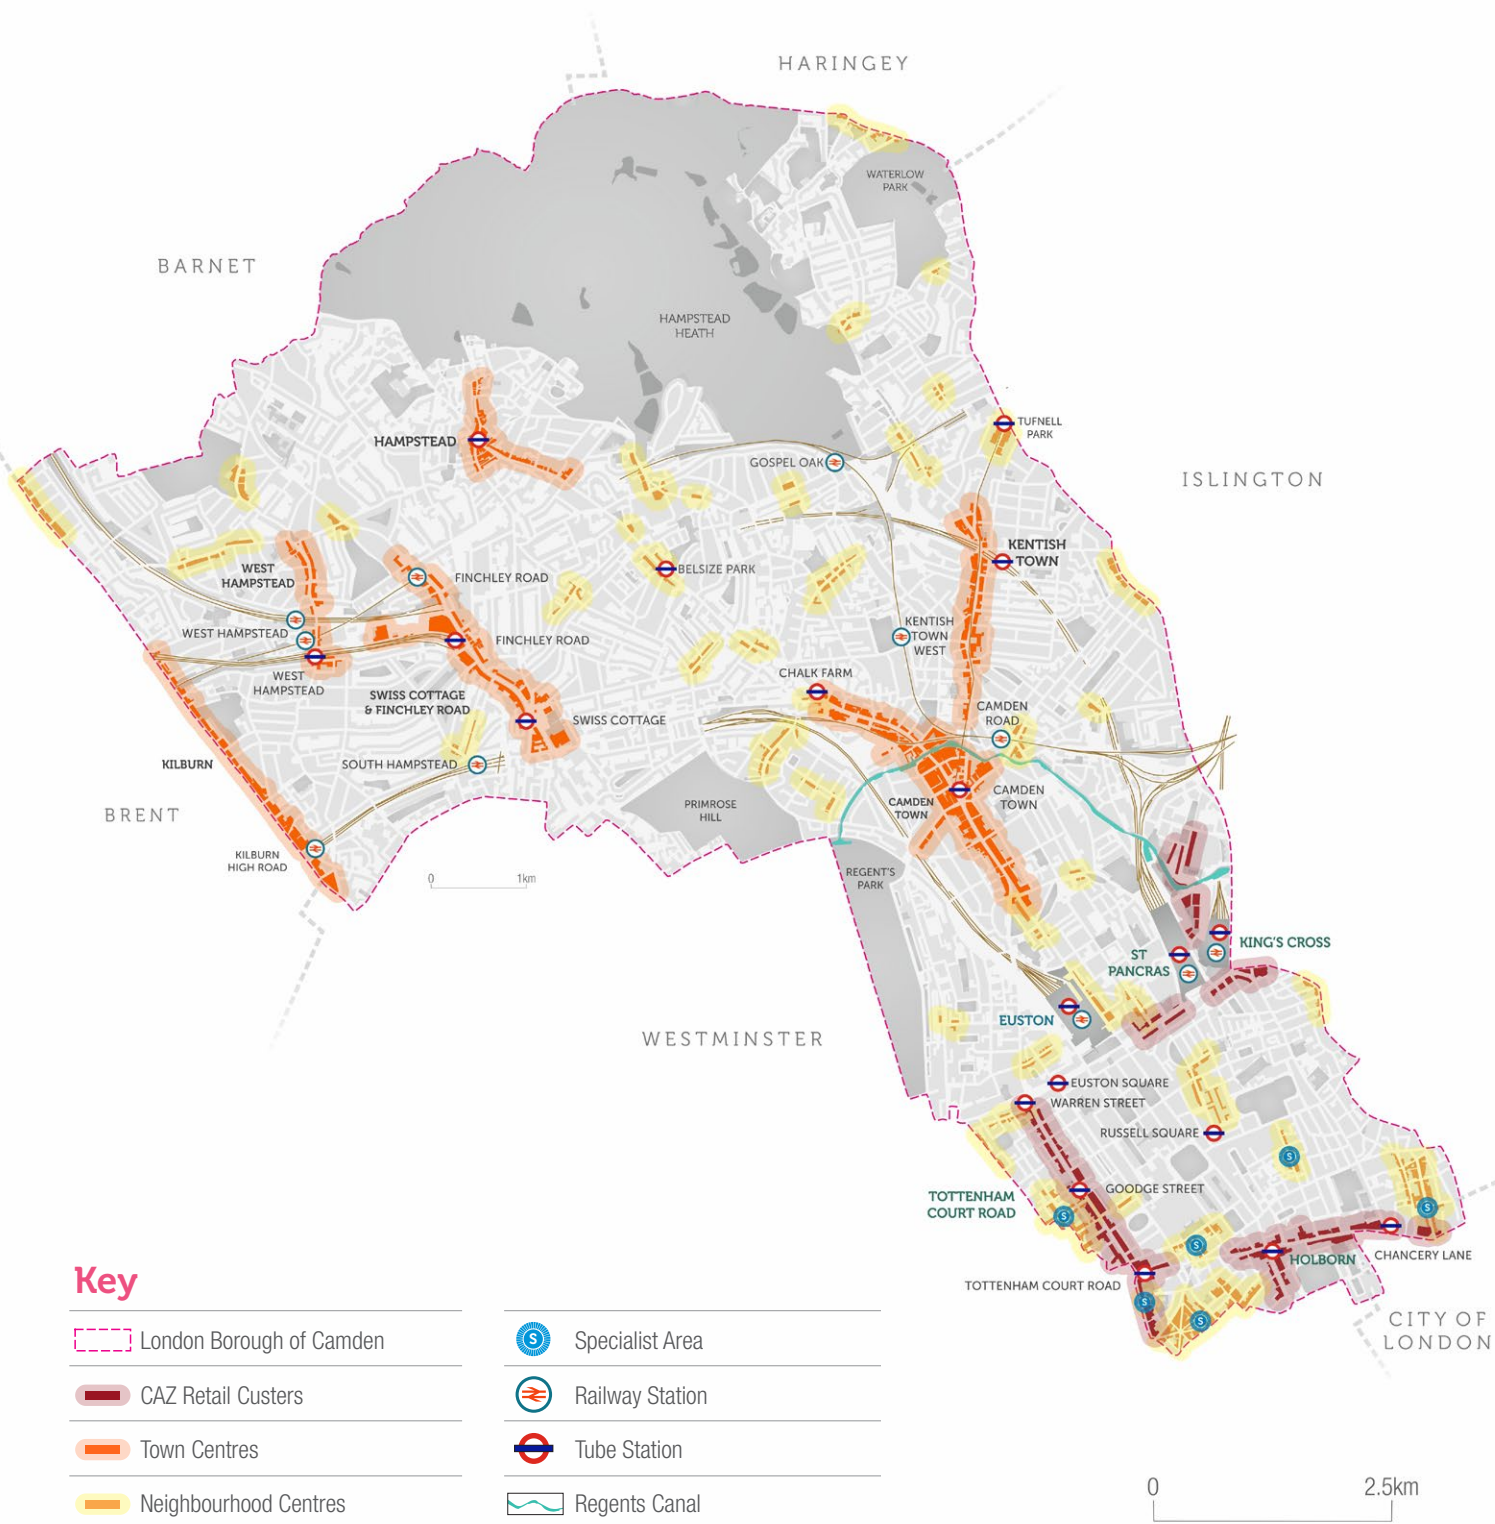 HARINGEY
WATERLOW
PARK
BARNET
HAMPSTEAD
HEATH
HAMPSTEAD
TUFNELL
PARK
GOSPEL OAK
ISLINGTON
KENTISH
TOWN
WEST
HAMPSTEAD
FINCHLEY ROAD
BELSIZE PARK
WEST HAMPSTEAD
FINCHLEY ROAD
KENTISH
TOWN
WEST
WEST
HAMPSTEAD
CHALK FARM
SWISS COTTAGE
& FINCHLEY ROAD
SWISS COTTAGE
CAMDEN
ROAD
KILBURN
SOUTH HAMPSTEAD
BRENT
PRIMROSE
HILL
CAMDEN
TOWN
CAMDEN
TOWN
KILBURN
HIGH ROAD
0 1km
REGENT'S
PARK
KING'S CROSS
ST
PANCRAS
EUSTON
WESTMINSTER
EUSTON SQUARE
WARREN STREET
RUSSELL SQUARE
S
GOODGE STREET
TOTTENHAM
COURT ROAD
S
S
S
HOLBORN
CHANCERY LANE
TOTTENHAM COURT ROAD
S
S
CITY OF
LONDON
Key
London Borough of Camden
CAZ Retail Custers
Town Centres
Neighbourhood Centres
S Specialist Area
Railway Station
Tube Station
Regents Canal
0 2.5km